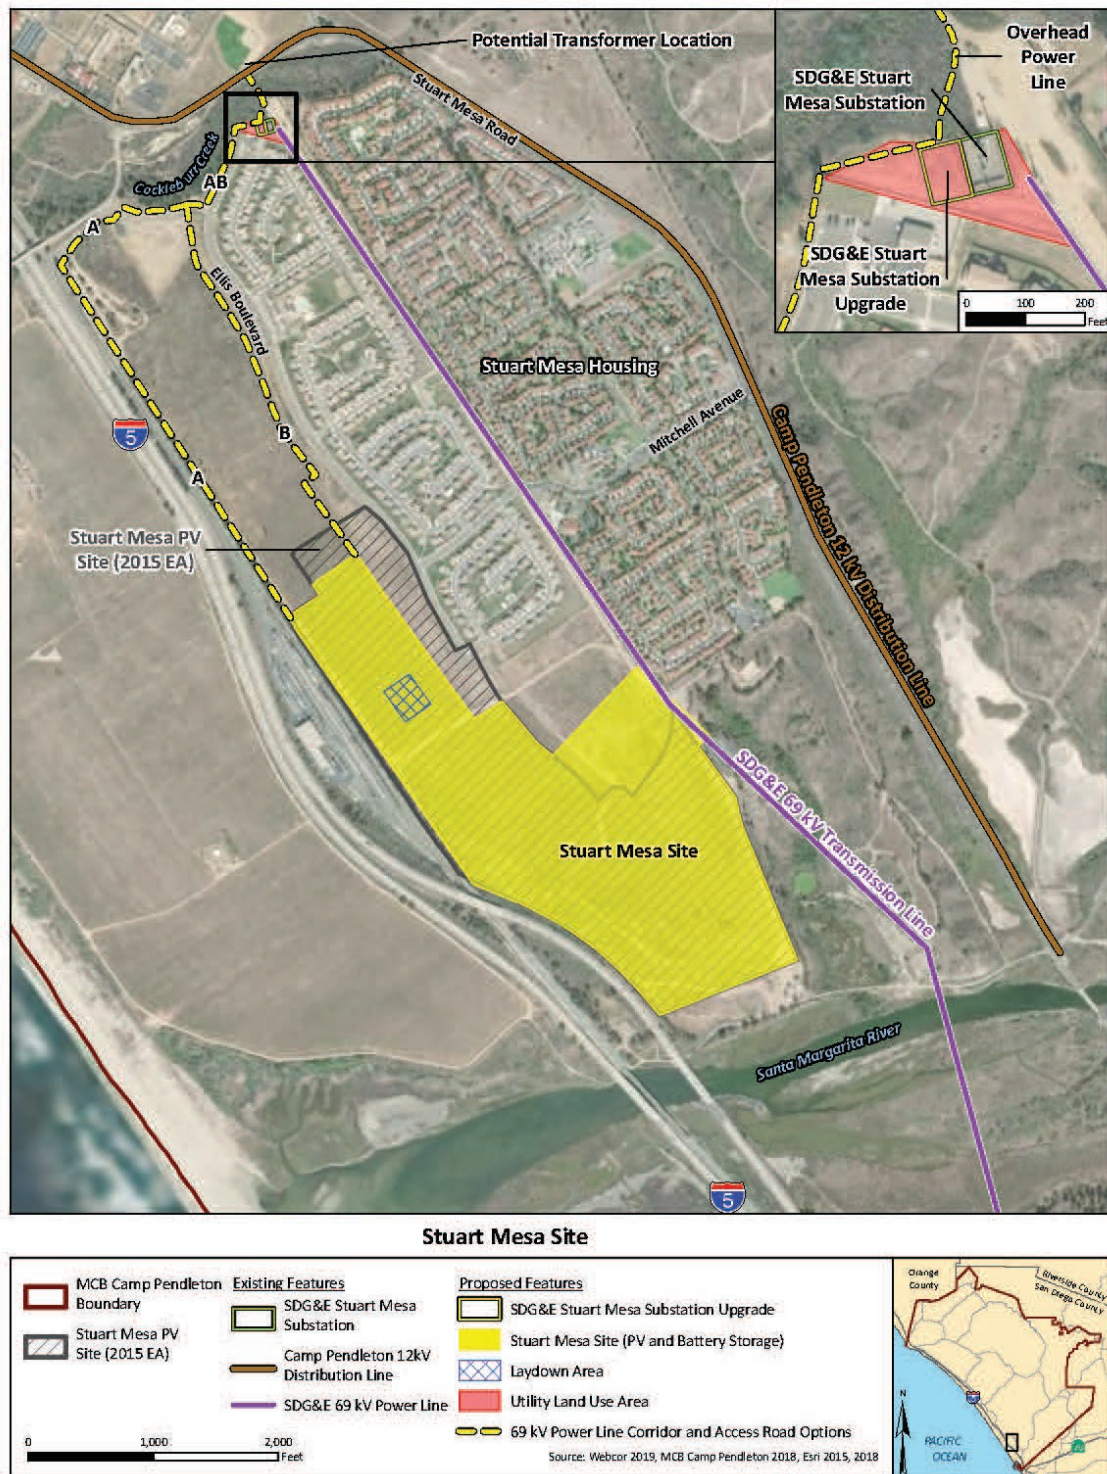 Potential Transformer Location
Stuart Mesa Road
Overhead
Power
Line
SDG&E Stuart
Mesa Substation
SDG&E Stuart
Mesa Substation
Upgrade
0 100 200
Feet
Cockleburr Creek
AB
A
Ellis Boulevard
B
A
5
Stuart Mesa Housing
Mitchell Avenue
Camp Pendleton 12 kV Distribution Line
Stuart Mesa PV
Site (2015 EA)
SDG&E 69 kV Transmission Line
Stuart Mesa Site
Santa Margarita River
5
Stuart Mesa Site
MCB Camp Pendleton
Boundary
Stuart Mesa PV
Site (2015 EA)
0 1,000 2,000
Feet
Existing Features
SDG&E Stuart Mesa
Substation
Camp Pendleton 12kV
Distribution Line
SDG&E 69 kV Power Line
Proposed Features
SDG&E Stuart Mesa Substation Upgrade
Stuart Mesa Site (PV and Battery Storage)
Laydown Area
Utility Land Use Area
69 kV Power Line Corridor and Access Road Options
Source: Webcor 2019, MCB Camp Pendleton 2018, Esri 2015, 2018
Orange
County
Riverside County
San Diego County
N
5
PACIFIC
OCEAN